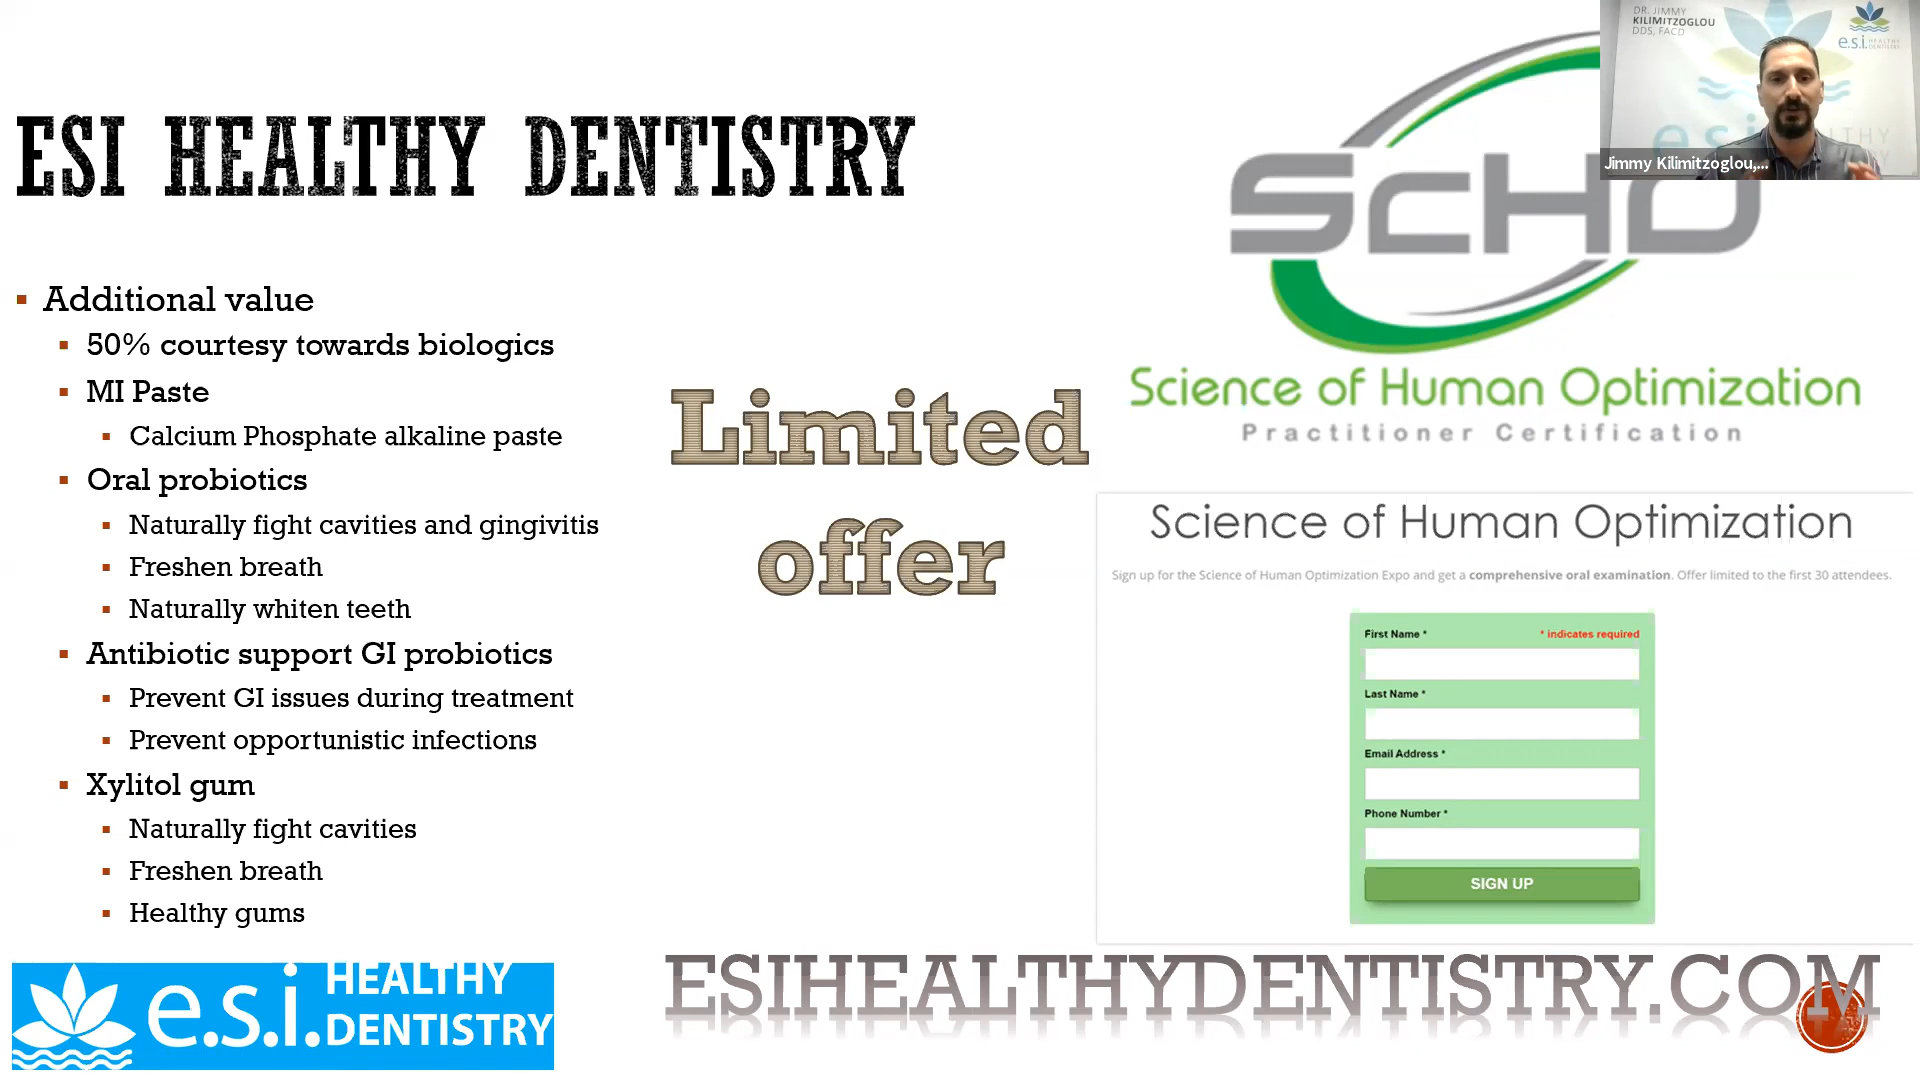 ESI HEALTHY DENTISTRY
Additional value
50% courtesy towards biologics
MI Paste
Calcium Phosphate alkaline paste
Oral probiotics
Naturally fight cavities and gingivitis
Freshen breath
Naturally whiten teeth
Antibiotic support GI probiotics
Prevent GI issues during treatment
Prevent opportunistic infections
Xylitol gum
Naturally fight cavities
Freshen breath
Healthy gums
e.s.i. HEALTHY
DENTISTRY
Limited
offer
SCHO
Science of Human Optimization
Practitioner Certification
DR. JIMMY
KILIMITZOGLOU
DDS, FACD
e.s.i. HEALTHY
DENTISTRY
Jimmy Kilimitzoglou,...
Science of Human Optimization
Sign up for the Science of Human Optimization Expo and get a comprehensive oral examination. Offer limited to the first 30 attendees.
First Name * * indicates required
Last Name *
Email Address *
Phone Number *
SIGN UP
ESIHEALTHYDENTISTRY.COM